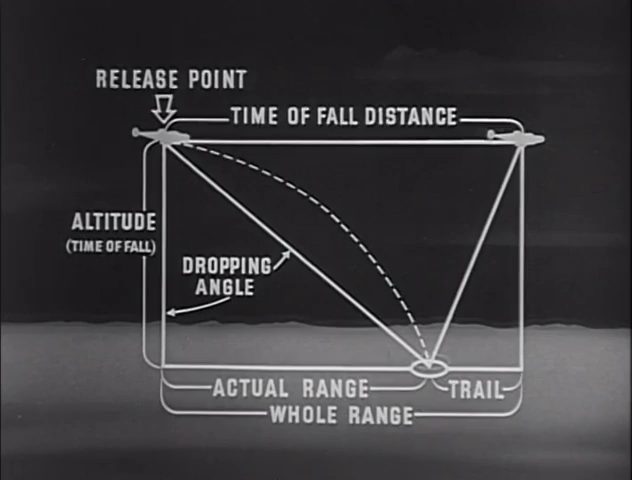 RELEASE POINT
TIME OF FALL DISTANCE
ALTITUDE
(TIME OF FALL)
DROPPING
ANGLE
ACTUAL RANGE
TRAIL
WHOLE RANGE